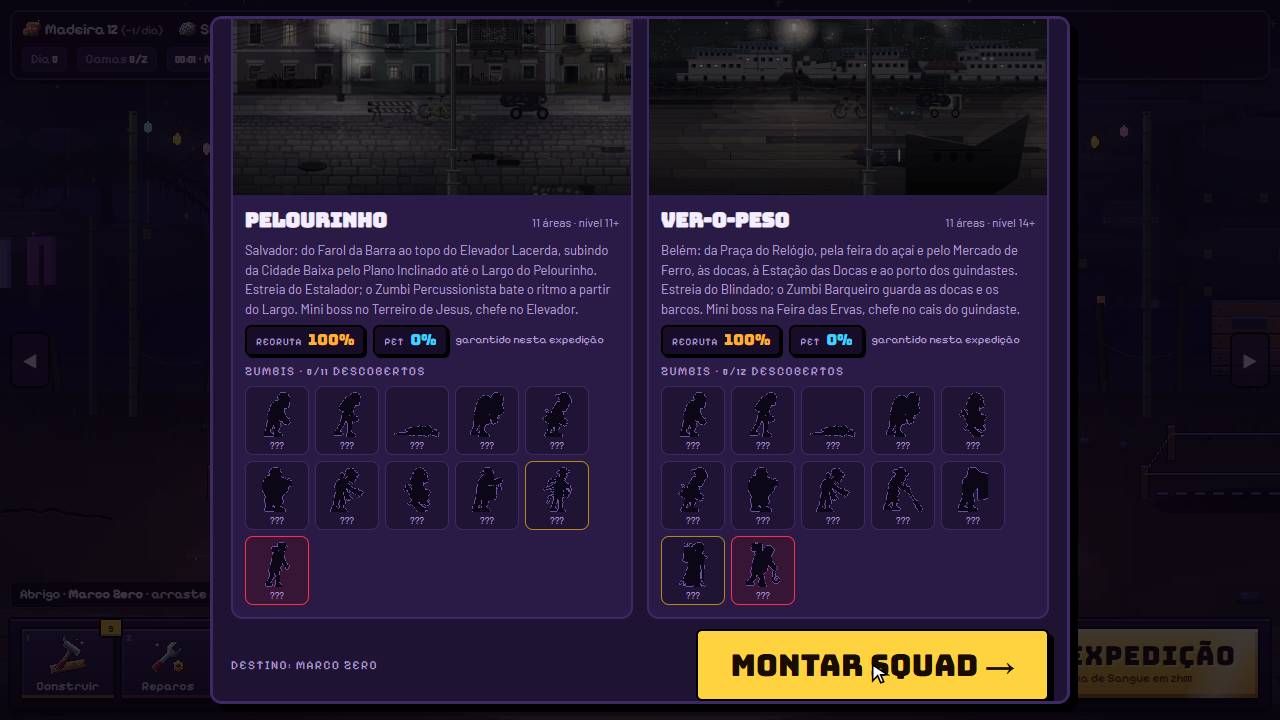 Madeira 12 (-1/dia)
Dia 0
Camas 0/2
PELOURINHO
11 áreas · nível 11+
Salvador: do Farol da Barra ao topo do Elevador Lacerda, subindo
da Cidade Baixa pelo Plano Inclinado até o Largo do Pelourinho.
Estreia do Estalador; o Zumbi Percussionista bate o ritmo a partir
do Largo. Mini boss no Terreiro de Jesus, chefe no Elevador.
RECRUTA 100%
PET 0%
garantido nesta expedição
ZUMBIS · 0/11 DESCOBERTOS
???
???
???
???
???
???
???
???
???
???
???
VER-O-PESO
11 áreas · nível 14+
Belém: da Praça do Relógio, pela feira do açaí e pelo Mercado de
Ferro, às docas, à Estação das Docas e ao porto dos guindastes.
Estreia do Blindado; o Zumbi Barqueiro guarda as docas e os
barcos. Mini boss na Feira das Ervas, chefe no cais do guindaste.
RECRUTA 100%
PET 0%
garantido nesta expedição
ZUMBIS · 0/12 DESCOBERTOS
???
???
???
???
???
???
???
???
???
???
???
???
Abrigo · Marco Zero · arraste
1
Construir
5
2
Reparos
DESTINO: MARCO ZERO
MONTAR SQUAD →
EXPEDIÇÃO
de Sangue em